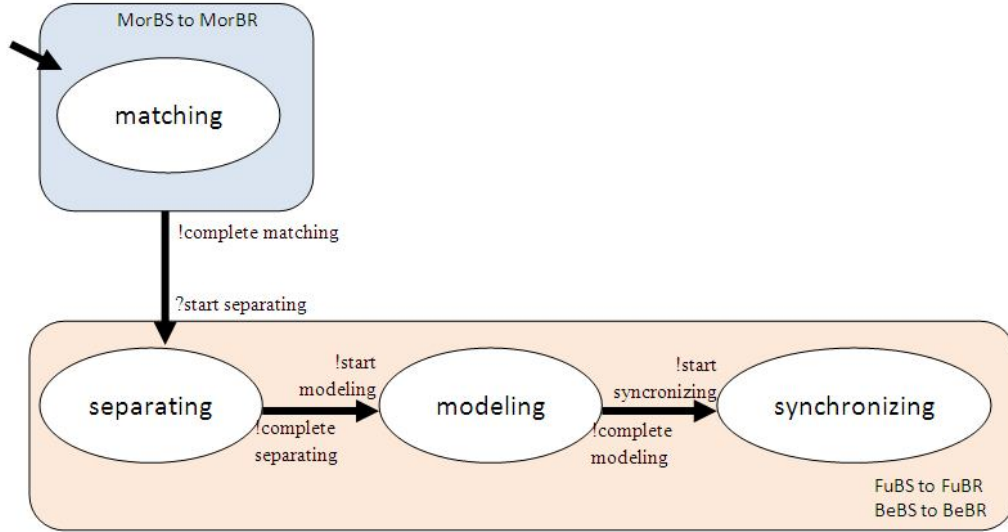 MorBS to MorBR
matching
!complete matching
?start separating
separating
!start
modeling
!complete
separating
modeling
!start
syncronizing
!complete
modeling
synchronizing
FuBS to FuBR
BeBS to BeBR